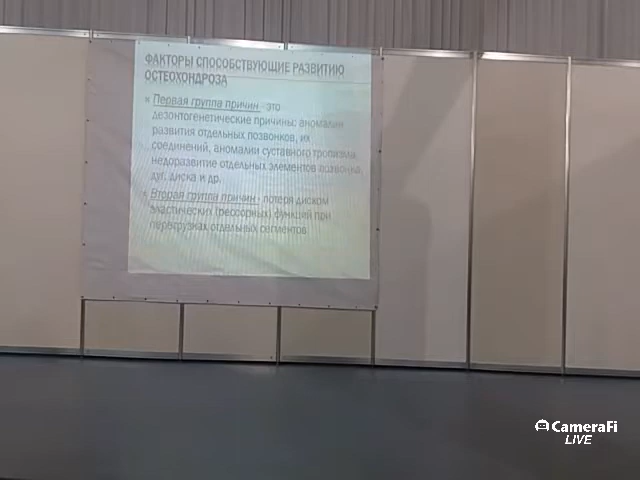 ФАКТОРЫ СПОСОБСТВУЮЩИЕ РАЗВИТИЮ
ОСТЕОХОНДРОЗА
Первая группа причин - это
дезонтогенетические причины: аномалии
развития отдельных позвонков, их
соединений, аномалии суставного тропизма,
недоразвитие отдельных элементов позвонка,
дуг, диска и др.
Вторая группа причин - потеря диском
эластических (рессорных) функций при
перегрузках отдельных сегментов
CameraFi
LIVE